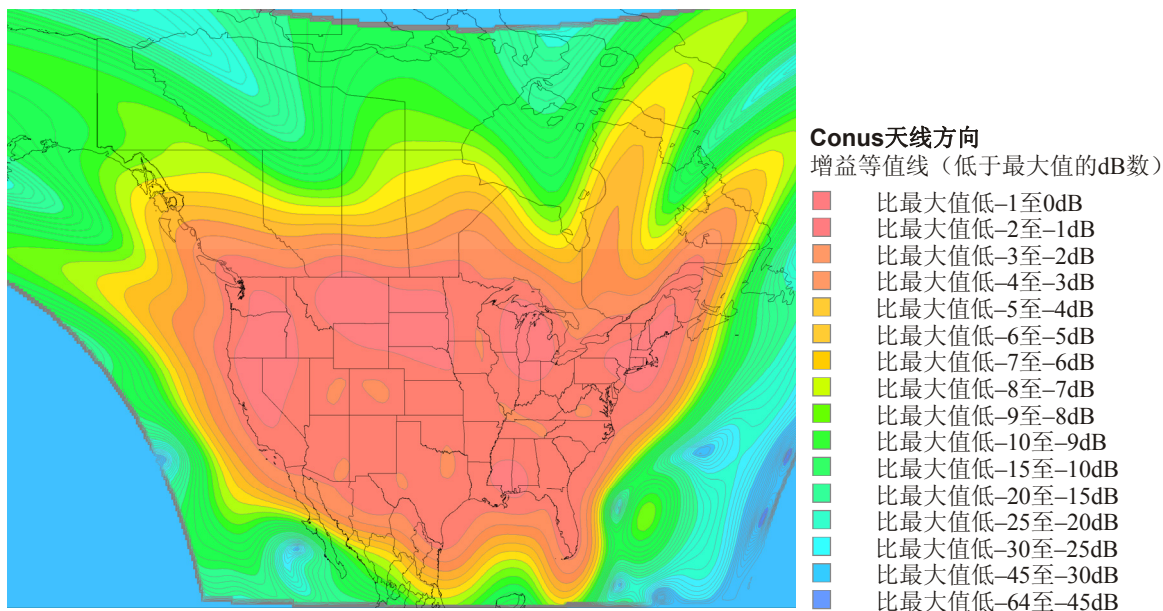 Conus天线方向
增益等值线（低于最大值的dB数）
比最大值低–1至0dB
比最大值低–2至–1dB
比最大值低–3至–2dB
比最大值低–4至–3dB
比最大值低–5至–4dB
比最大值低–6至–5dB
比最大值低–7至–6dB
比最大值低–8至–7dB
比最大值低–9至–8dB
比最大值低–10至–9dB
比最大值低–15至–10dB
比最大值低–20至–15dB
比最大值低–25至–20dB
比最大值低–30至–25dB
比最大值低–45至–30dB
比最大值低–64至–45dB